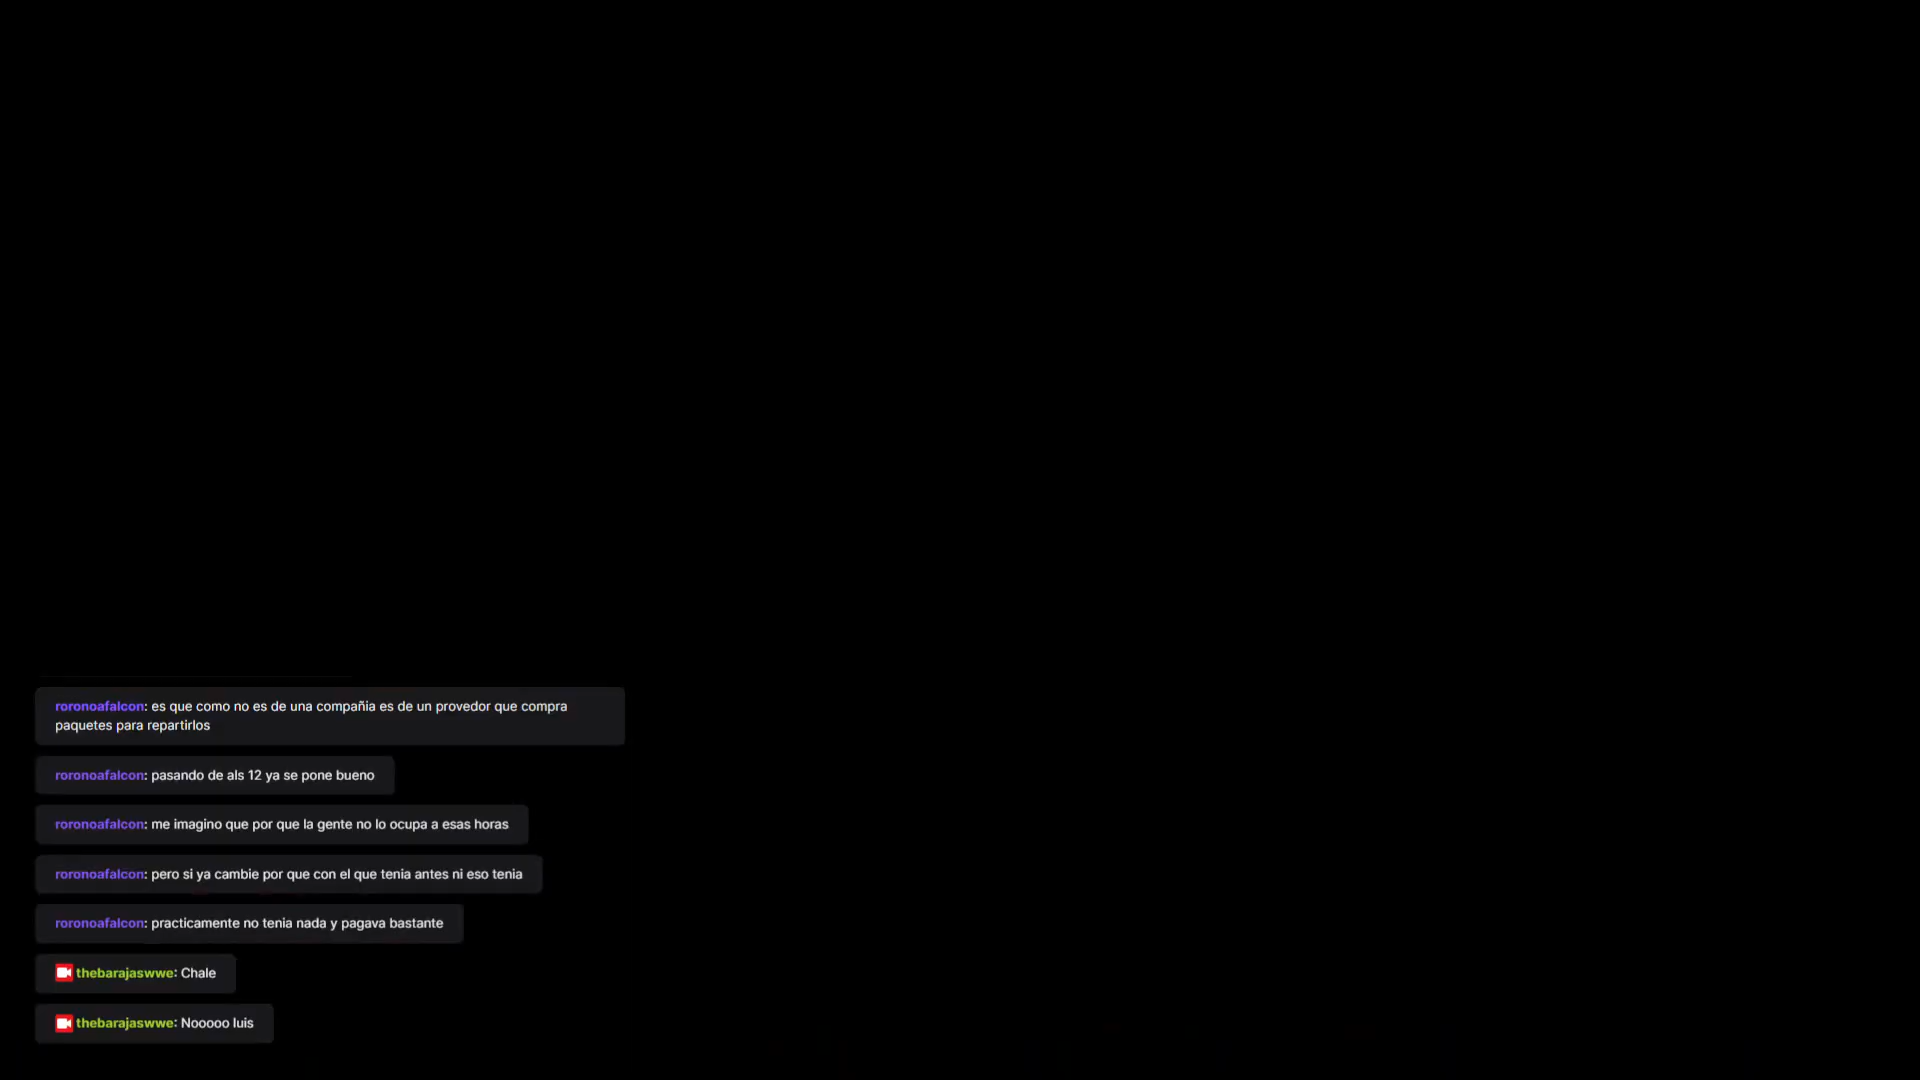 roronoafalcon: es que como no es de una compañia es de un provedor que compra
paquetes para repartirlos
roronoafalcon: pasando de als 12 ya se pone bueno
roronoafalcon: me imagino que por que la gente no lo ocupa a esas horas
roronoafalcon: pero si ya cambie por que con el que tenia antes ni eso tenia
roronoafalcon: practicamente no tenia nada y pagava bastante
thebarajaswwe: Chale
thebarajaswwe: Nooooo luis